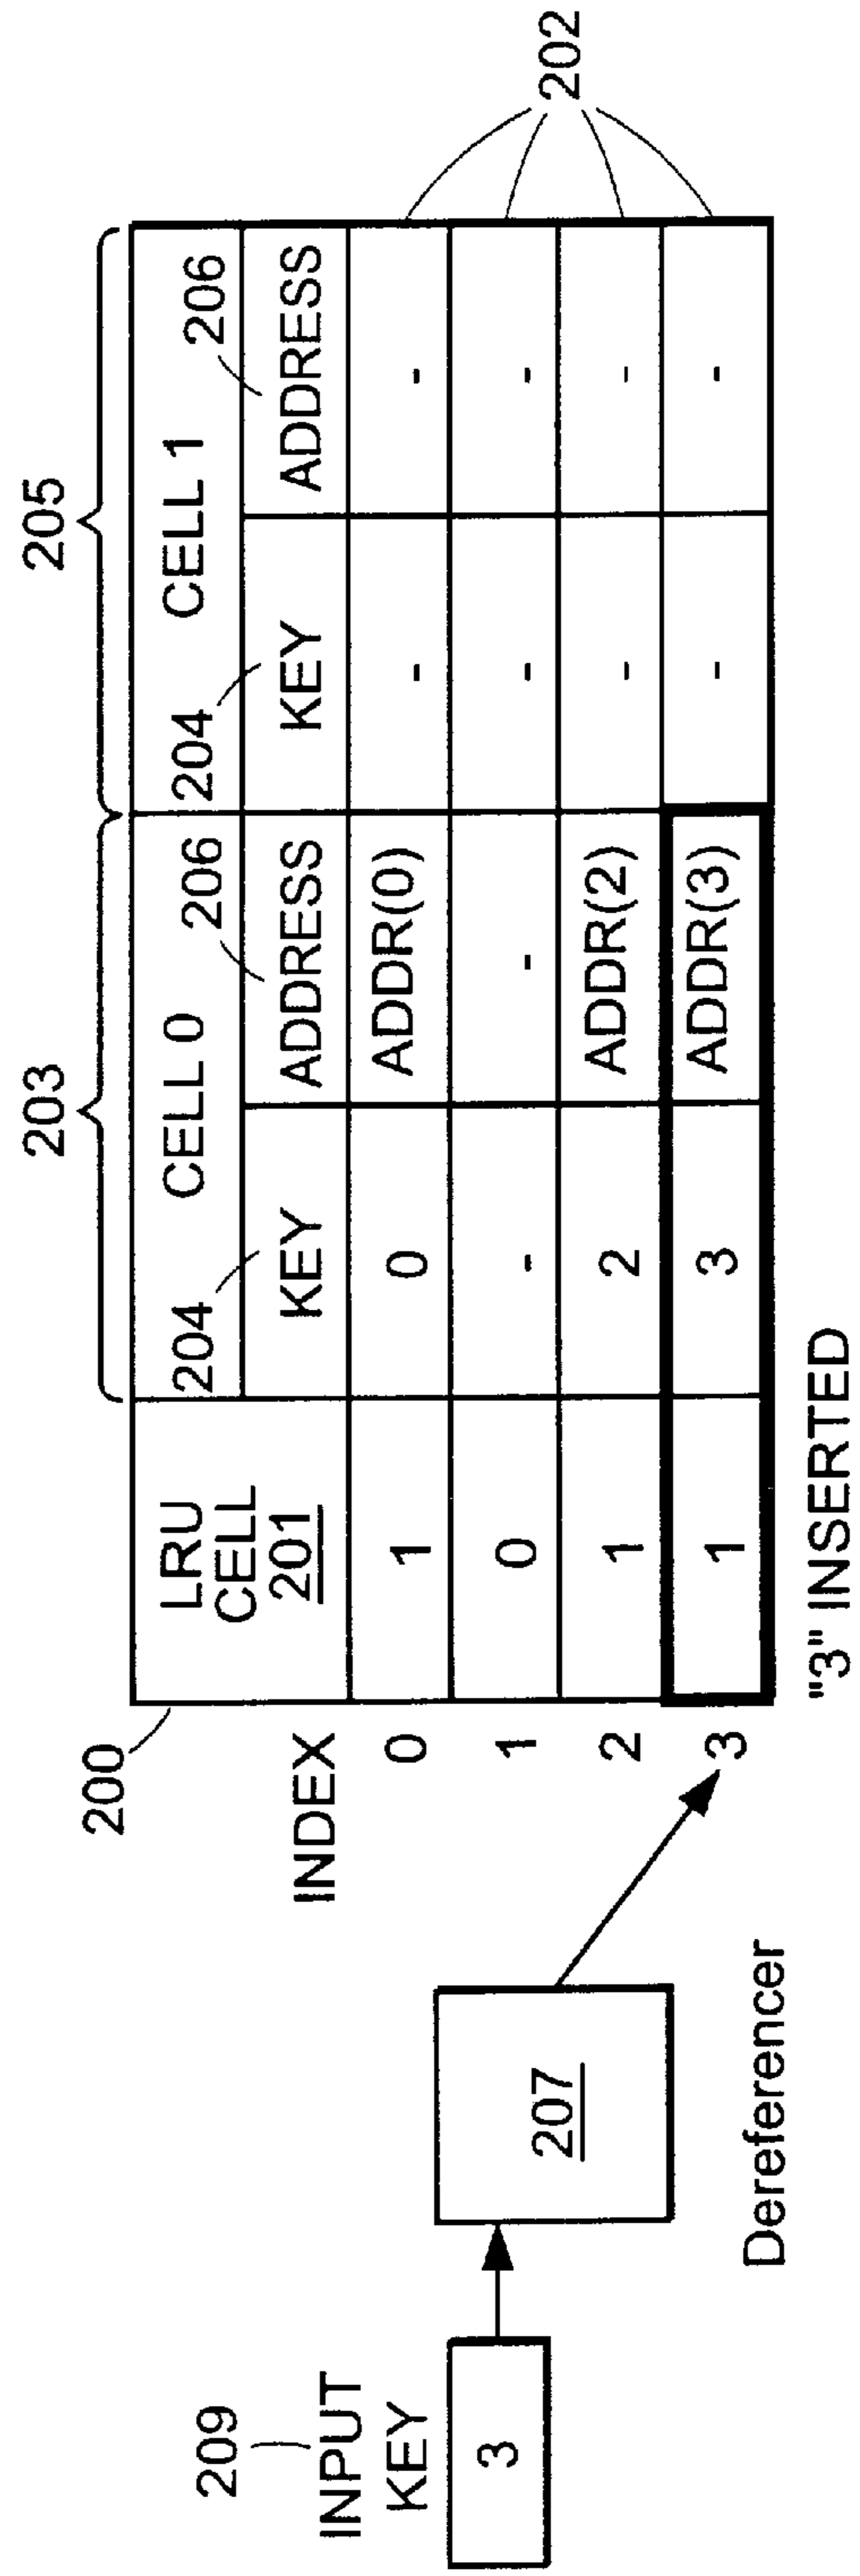 203 205
200 LRU CELL 201 CELL 0 CELL 1
204 206 204 206
INDEX KEY ADDRESS KEY ADDRESS
0 1 0 ADDR(0) - -
1 0 - - - -
2 1 2 ADDR(2) - -
3 1 3 ADDR(3) - -
202
"3" INSERTED
209
INPUT
KEY
3
207
Dereferencer